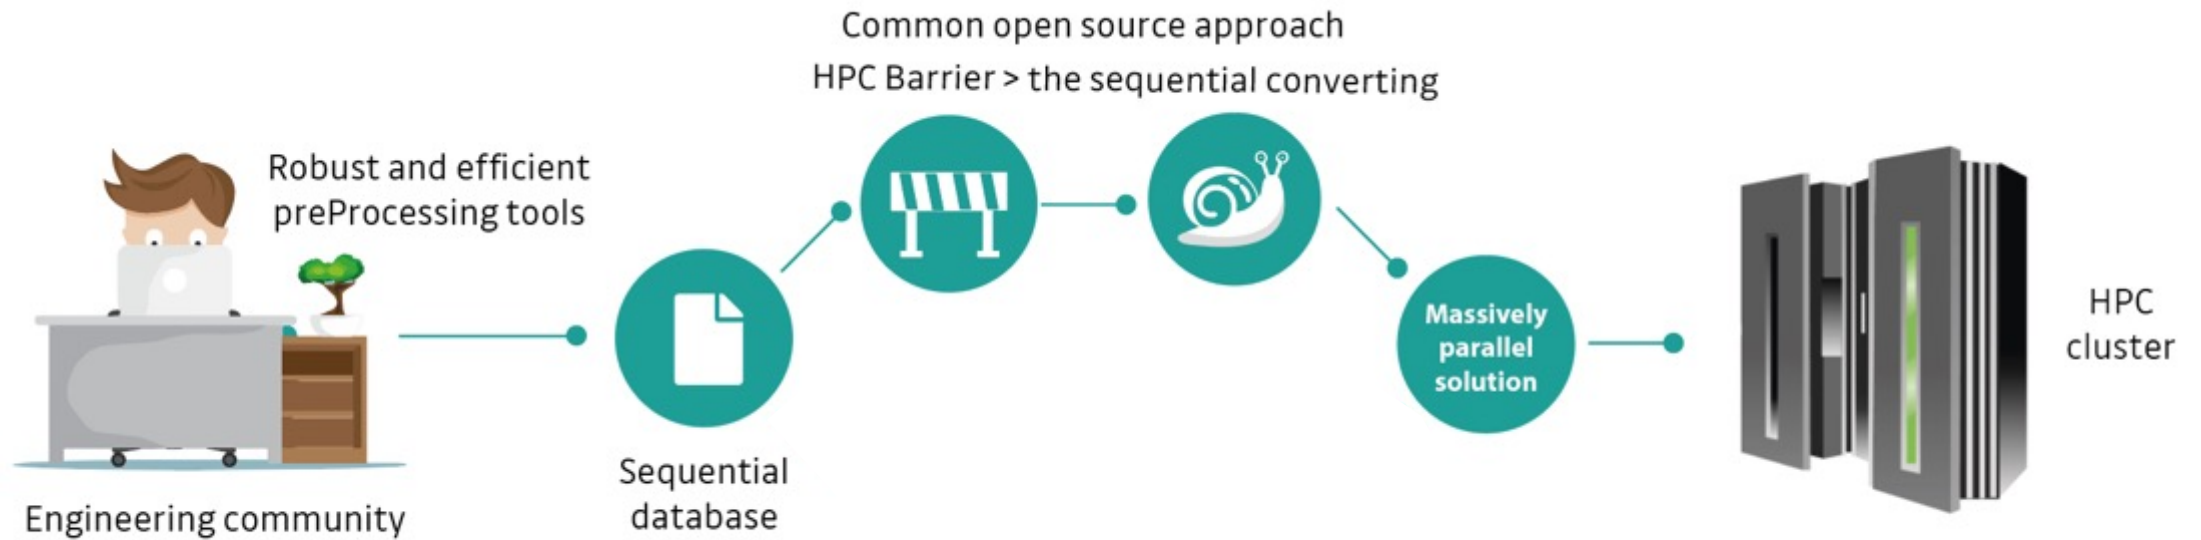 Common open source approach
HPC Barrier > the sequential converting
Robust and efficient
preProcessing tools
Massively
parallel
solution
HPC
cluster
Sequential
database
Engineering community